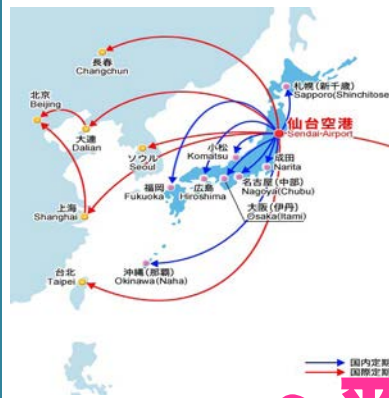 長春
Changchun
北京
Beijing
大連
Dalian
ソウル
Seoul
上海
Shanghai
台北
Taipei
札幌(新千歳)
Sapporo(Shinchitose
仙台空港
Sendai-Airport
小松
Komatsu
成田
Narita
福岡
Fukuoka
広島
Hiroshima
名古屋(中部)
Nagoya(Chubu)
大阪(伊丹)
Osaka(Itami)
沖縄(那覇)
Okinawa(Naha)
国内定期
国際定期